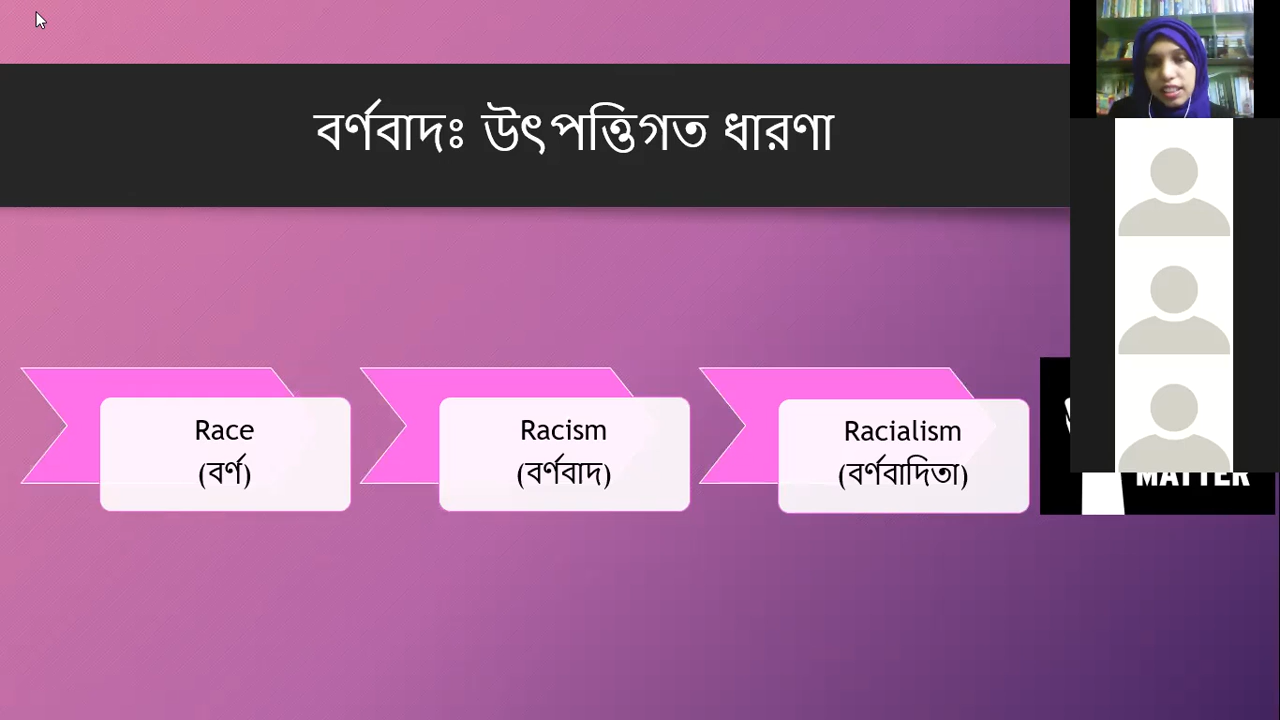 বর্ণবাদঃ উৎপত্তিগত ধারণা
Race
(বর্ণ)
Racism
(বর্ণবাদ)
Racialism
(বর্ণবাদিতা)
MATTER